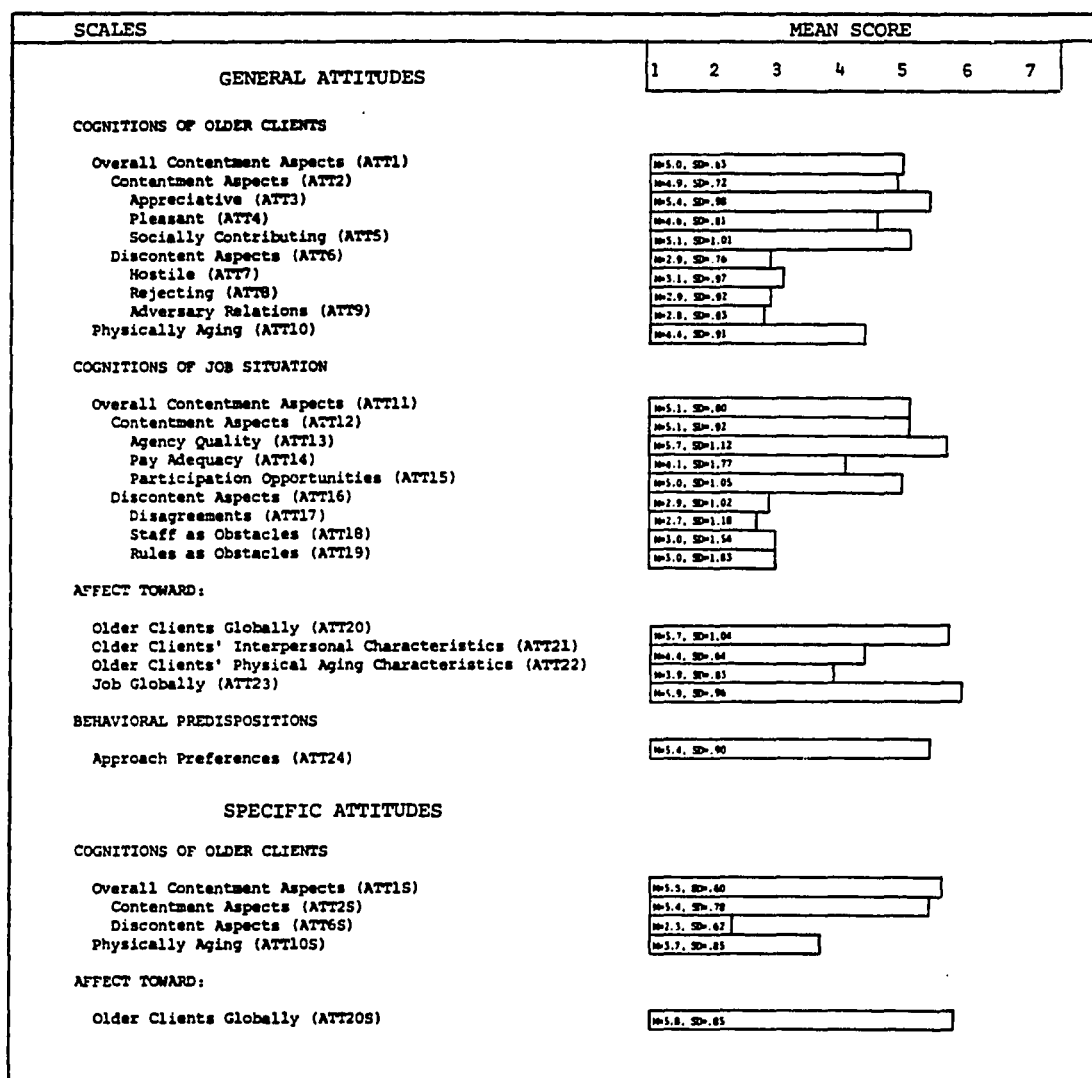 SCALES MEAN SCORE
GENERAL ATTITUDES 1 2 3 4 5 6 7
COGNITIONS OF OLDER CLIENTS
Overall Contentment Aspects (ATT1) M=5.0, SD=.63
Contentment Aspects (ATT2) M=4.9, SD=.72
Appreciative (ATT3) M=5.4, SD=.98
Pleasant (ATT4) M=4.6, SD=.81
Socially Contributing (ATT5) M=5.1, SD=1.01
Discontent Aspects (ATT6) M=2.9, SD=.76
Hostile (ATT7) M=3.1, SD=.97
Rejecting (ATT8) M=2.9, SD=.92
Adversary Relations (ATT9) M=2.8, SD=.83
Physically Aging (ATT10) M=4.4, SD=.91
COGNITIONS OF JOB SITUATION
Overall Contentment Aspects (ATT11) M=5.1, SD=.80
Contentment Aspects (ATT12) M=5.1, SD=.92
Agency Quality (ATT13) M=5.7, SD=1.12
Pay Adequacy (ATT14) M=4.1, SD=1.77
Participation Opportunities (ATT15) M=5.0, SD=1.05
Discontent Aspects (ATT16) M=2.9, SD=1.02
Disagreements (ATT17) M=2.7, SD=1.18
Staff as Obstacles (ATT18) M=3.0, SD=1.54
Rules as Obstacles (ATT19) M=3.0, SD=1.83
AFFECT TOWARD:
Older Clients Globally (ATT20) M=5.7, SD=1.04
Older Clients' Interpersonal Characteristics (ATT21) M=4.4, SD=.64
Older Clients' Physical Aging Characteristics (ATT22) M=3.9, SD=.83
Job Globally (ATT23) M=5.9, SD=.96
BEHAVIORAL PREDISPOSITIONS
Approach Preferences (ATT24) M=5.4, SD=.90
SPECIFIC ATTITUDES
COGNITIONS OF OLDER CLIENTS
Overall Contentment Aspects (ATT1S) M=5.5, SD=.60
Contentment Aspects (ATT2S) M=5.4, SD=.78
Discontent Aspects (ATT6S) M=2.3, SD=.62
Physically Aging (ATT10S) M=3.7, SD=.85
AFFECT TOWARD:
Older Clients Globally (ATT20S) M=5.8, SD=.85